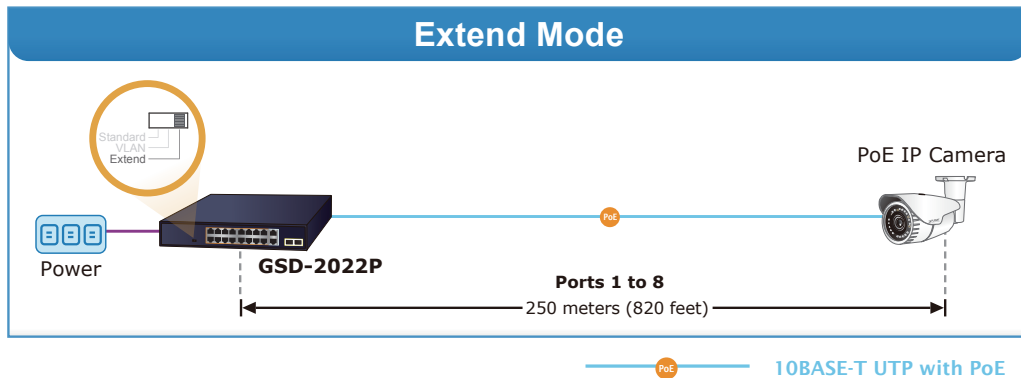 Extend Mode
Standard
VLAN
Extend
PoE IP Camera
PoE
Power
GSD-2022P
Ports 1 to 8
250 meters (820 feet)
PoE
10BASE-T UTP with PoE